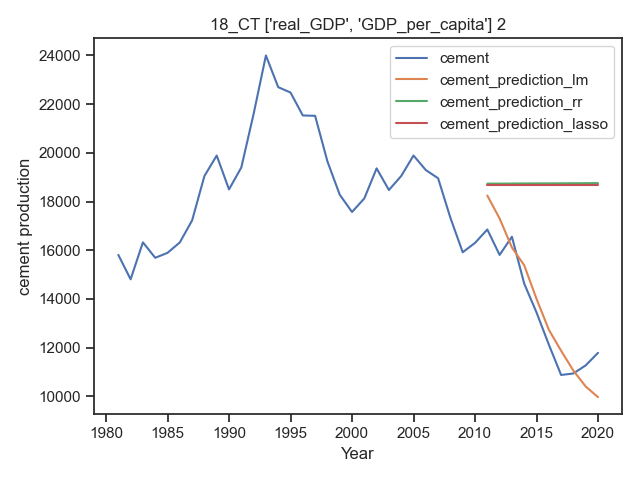 18_CT ['real_GDP', 'GDP_per_capita'] 2
cement
cement_prediction_lm
cement_prediction_rr
cement_prediction_lasso
cement production
24000
22000
20000
18000
16000
14000
12000
10000
1980 1985 1990 1995 2000 2005 2010 2015 2020
Year